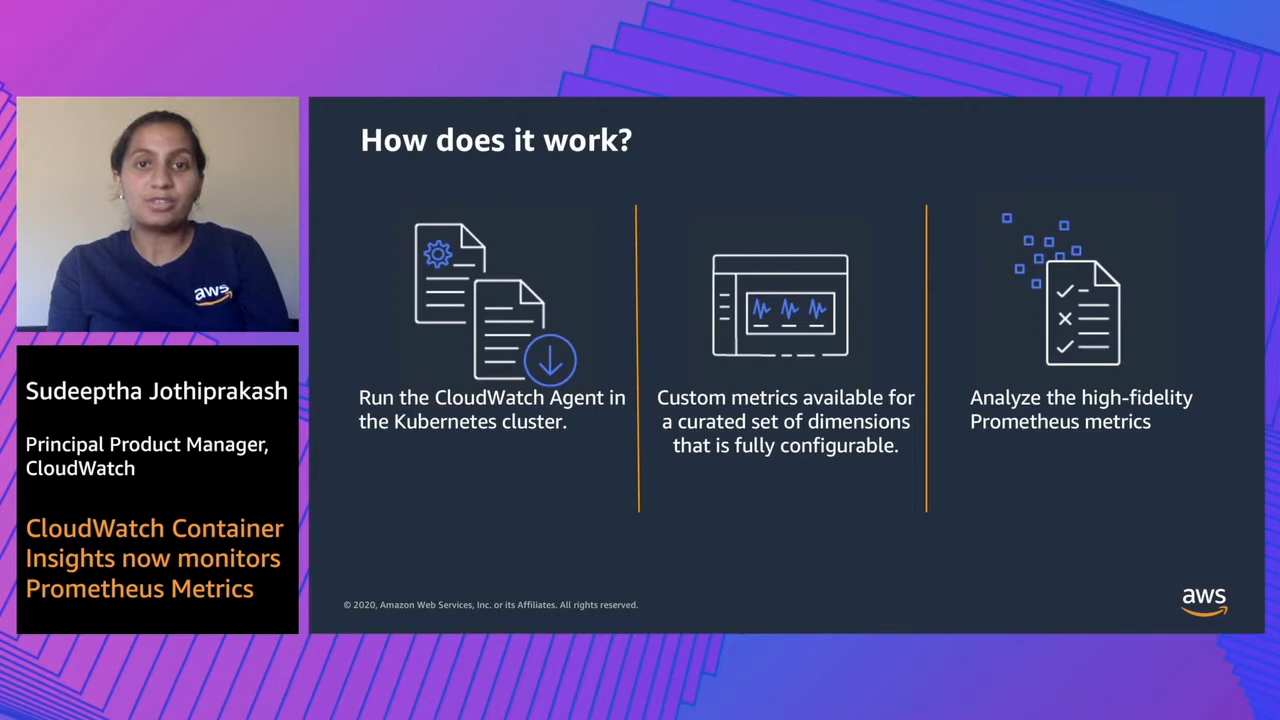 How does it work?
aws
Run the CloudWatch Agent in
the Kubernetes cluster.
Custom metrics available for
a curated set of dimensions
that is fully configurable.
Analyze the high-fidelity
Prometheus metrics
Sudeeptha Jothiprakash
Principal Product Manager,
CloudWatch
CloudWatch Container
Insights now monitors
Prometheus Metrics
© 2020, Amazon Web Services, Inc. or its Affiliates. All rights reserved.
aws